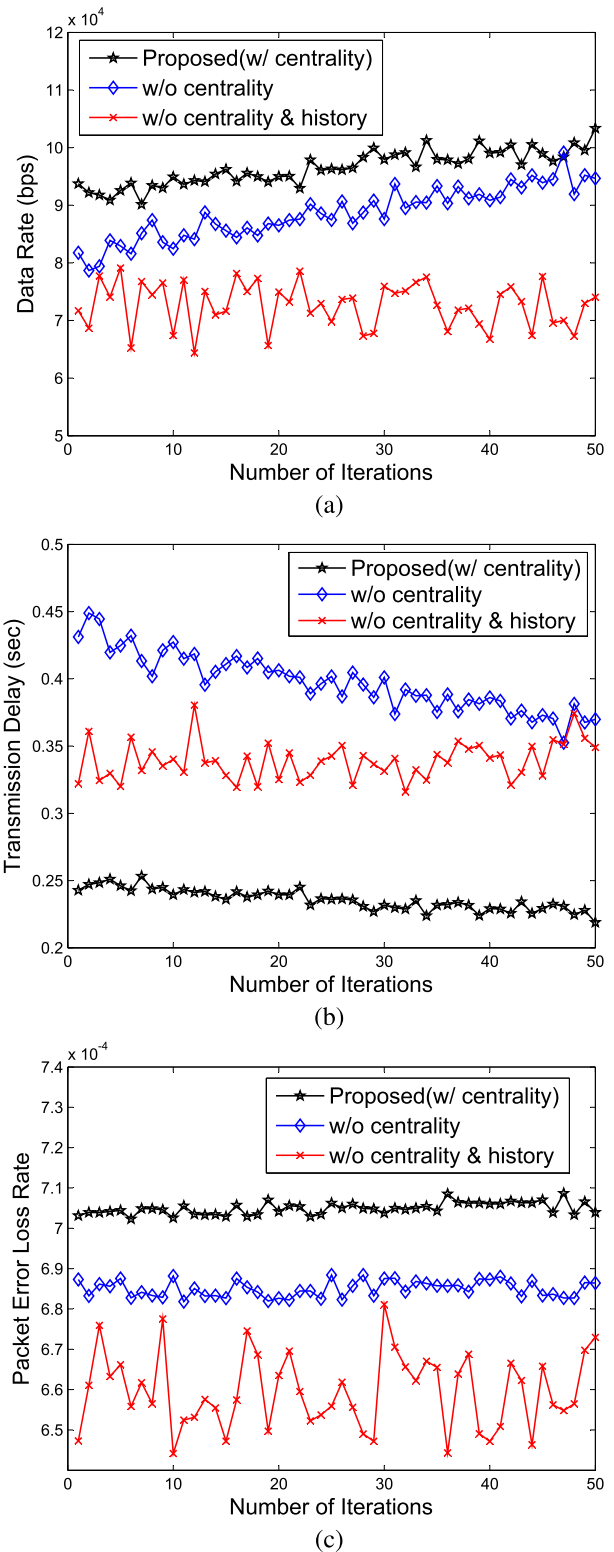 x 10⁴
12
11
10
9
8
7
6
5
Data Rate (bps)
Proposed(w/ centrality)
w/o centrality
w/o centrality & history
0 10 20 30 40 50
Number of Iterations
(a)
0.5
0.45
0.4
0.35
0.3
0.25
0.2
Transmission Delay (sec)
Proposed(w/ centrality)
w/o centrality
w/o centrality & history
0 10 20 30 40 50
Number of Iterations
(b)
x 10⁻⁴
7.4
7.3
7.2
7.1
7
6.9
6.8
6.7
6.6
6.5
Packet Error Loss Rate
Proposed(w/ centrality)
w/o centrality
w/o centrality & history
0 10 20 30 40 50
Number of Iterations
(c)